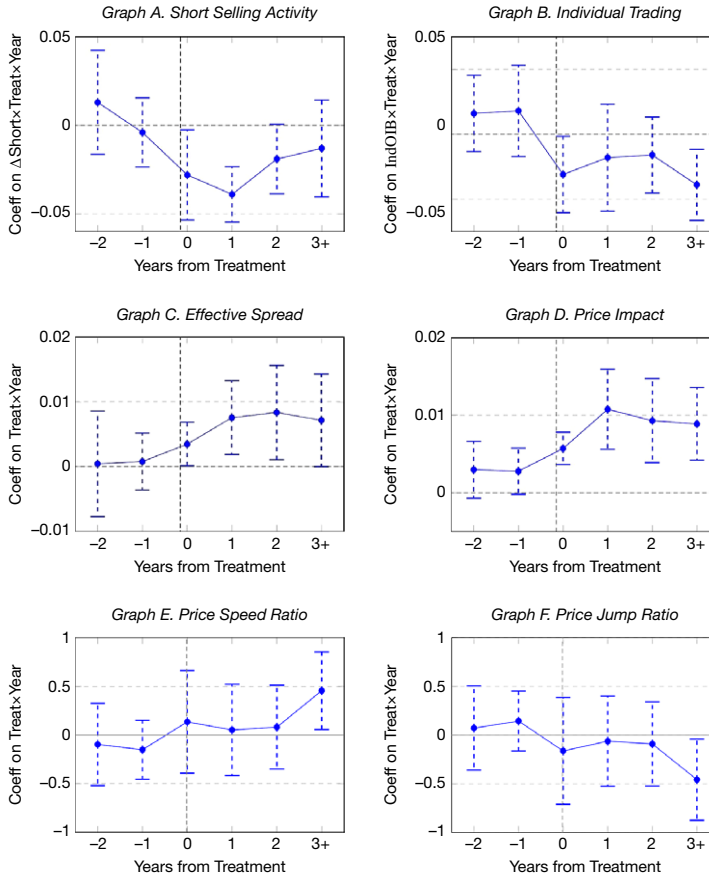 Graph A. Short Selling Activity
0.05
0
−0.05
Coeff on ΔShort×Treat×Year
−2 −1 0 1 2 3+
Years from Treatment
Graph B. Individual Trading
0.05
0
−0.05
Coeff on IndOIB×Treat×Year
−2 −1 0 1 2 3+
Years from Treatment
Graph C. Effective Spread
0.02
0.01
0
−0.01
Coeff on Treat×Year
−2 −1 0 1 2 3+
Years from Treatment
Graph D. Price Impact
0.02
0.01
0
Coeff on Treat×Year
−2 −1 0 1 2 3+
Years from Treatment
Graph E. Price Speed Ratio
1
0.5
0
−0.5
−1
Coeff on Treat×Year
−2 −1 0 1 2 3+
Years from Treatment
Graph F. Price Jump Ratio
1
0.5
0
−0.5
−1
Coeff on Treat×Year
−2 −1 0 1 2 3+
Years from Treatment